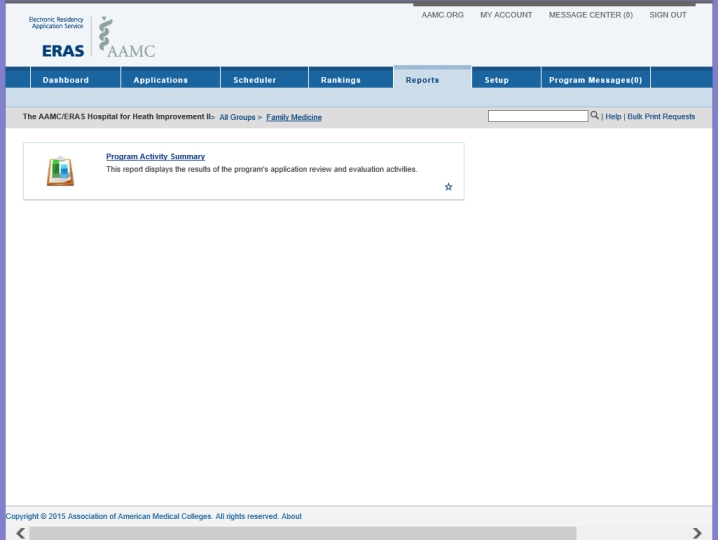 AAMC.ORG MY ACCOUNT MESSAGE CENTER (0) SIGN OUT
Electronic Residency
Application Service
ERAS AAMC
Dashboard Applications Scheduler Rankings Reports Setup Program Messages(0)
The AAMC/ERAS Hospital for Heath Improvement II> All Groups > Family Medicine | Help | Bulk Print Requests
Program Activity Summary
This report displays the results of the program's application review and evaluation activities.
Copyright © 2015 Association of American Medical Colleges. All rights reserved. About